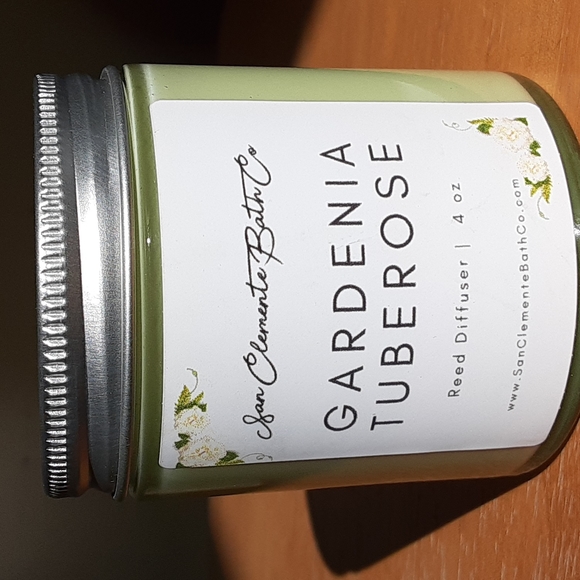 San Clemente Bath Co
GARDENIA
TUBEROSE
Reed Diffuser | 4 oz
www.SanClementeBathCo.com